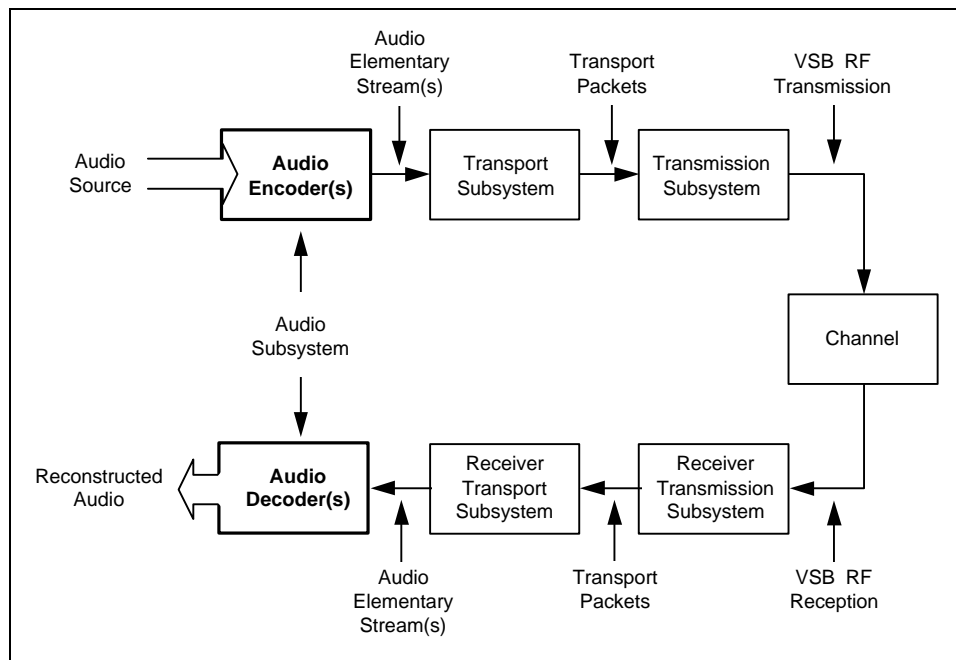 Audio
Elementary
Stream(s)
Transport
Packets
VSB RF
Transmission
Audio
Source
Audio
Encoder(s)
Transport
Subsystem
Transmission
Subsystem
Audio
Subsystem
Channel
Reconstructed
Audio
Audio
Decoder(s)
Receiver
Transport
Subsystem
Receiver
Transmission
Subsystem
Audio
Elementary
Stream(s)
Transport
Packets
VSB RF
Reception